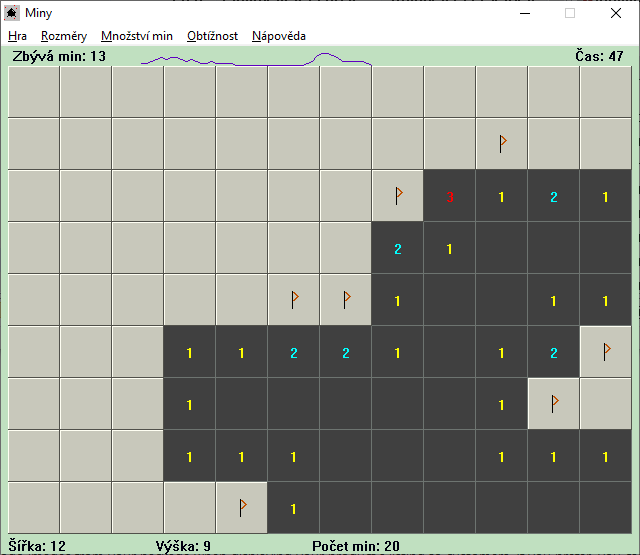 Miny
Hra Rozměry Množství min Obtížnost Nápověda
Zbývá min: 13 Čas: 47
3 1 2 1
2 1
1 1 1
1 1 2 2 1 1 2
1 1
1 1 1 1 1 1
1
Šířka: 12 Výška: 9 Počet min: 20